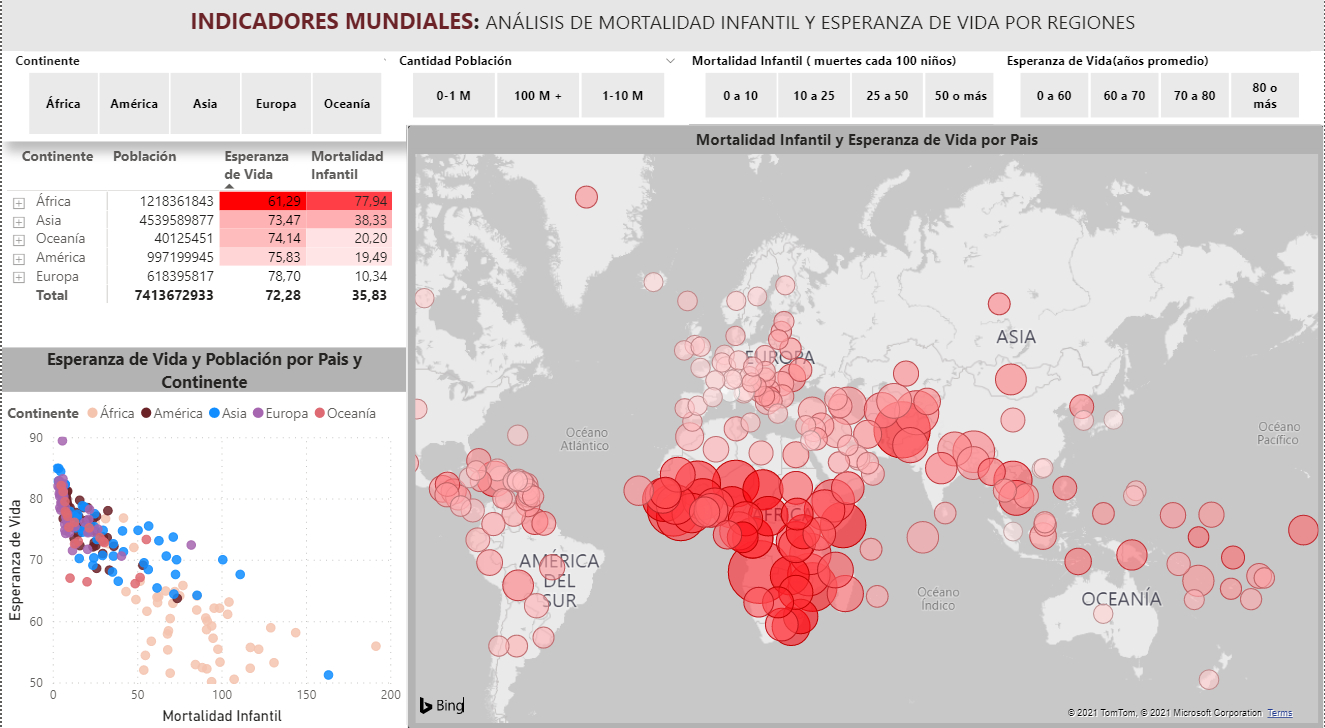 INDICADORES MUNDIALES: ANÁLISIS DE MORTALIDAD INFANTIL Y ESPERANZA DE VIDA POR REGIONES
Continente
África América Asia Europa Oceanía
Cantidad Población
0-1 M 100 M + 1-10 M
Mortalidad Infantil ( muertes cada 100 niños)
0 a 10 10 a 25 25 a 50 50 o más
Esperanza de Vida(años promedio)
0 a 60 60 a 70 70 a 80 80 o
más
Continente Población Esperanza Mortalidad
de Vida Infantil
África 1218361843 61,29 77,94
Asia 4539589877 73,47 38,33
Oceanía 40125451 74,14 20,20
América 997199945 75,83 19,49
Europa 618395817 78,70 10,34
Total 7413672933 72,28 35,83
Esperanza de Vida y Población por Pais y
Continente
Continente África América Asia Europa Oceanía
Esperanza de Vida
90
80
70
60
50
0 50 100 150 200
Mortalidad Infantil
Mortalidad Infantil y Esperanza de Vida por Pais
ASIA
EUROPA
Océano
Atlántico
Océano
Pacífico
ÁFRICA
AMÉRICA
DEL
SUR
Océano
Índico
OCEANÍA
Bing
© 2021 TomTom, © 2021 Microsoft Corporation Terms